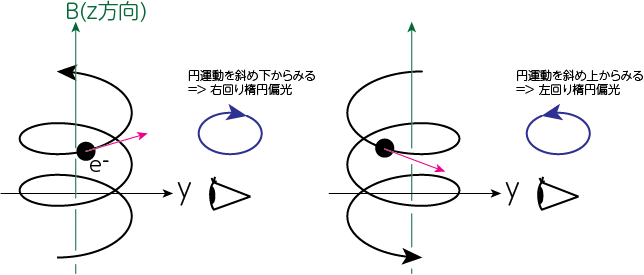 B(z方向)
円運動を斜め下からみる
=> 右回り楕円偏光
e-
y
円運動を斜め上からみる
=> 左回り楕円偏光
y